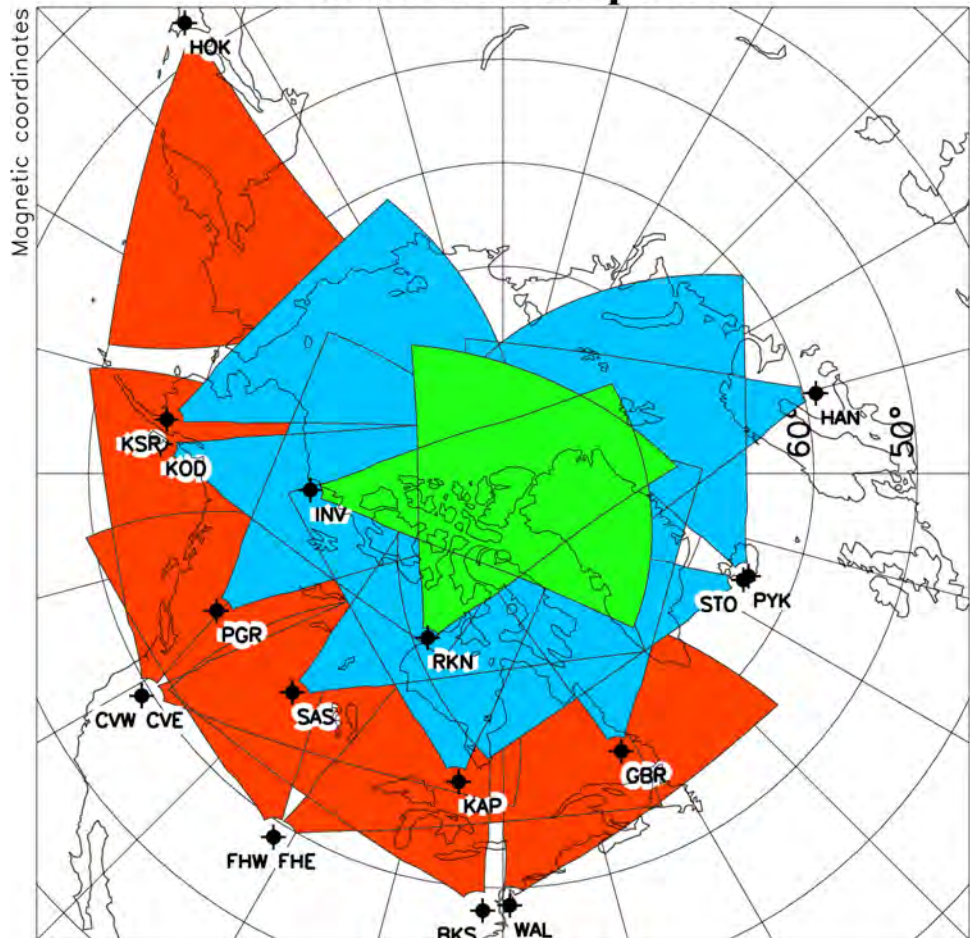 Magnetic coordinates
HOK
HAN
60°
50°
KSR
KOD
INV
STO
PYK
PGR
RKN
SAS
CVW CVE
GBR
KAP
FHW FHE
BKS
WAL